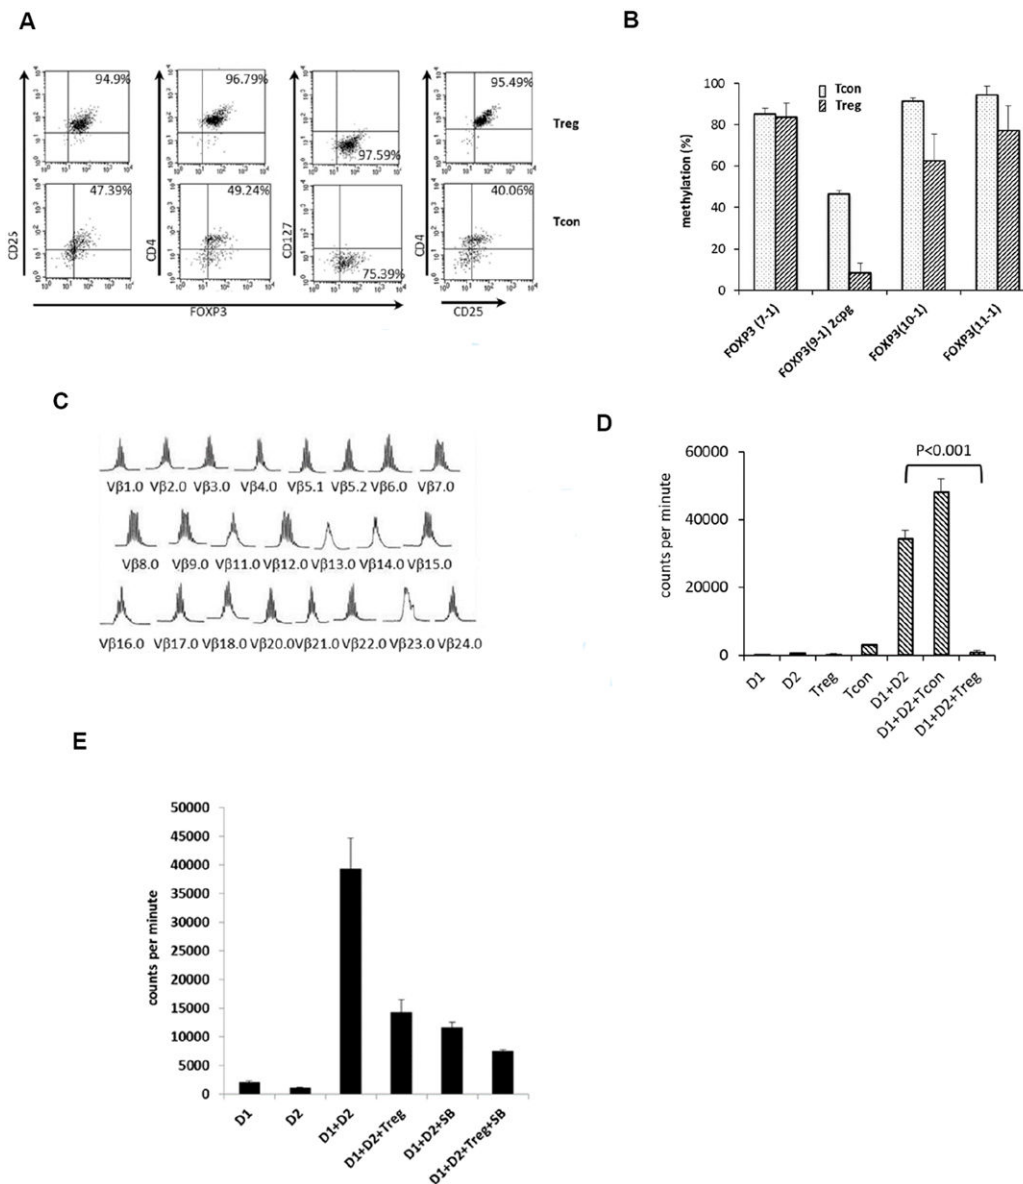 A
94.9%
96.79%
97.59%
95.49%
Treg
47.39%
49.24%
75.39%
40.06%
Tcon
CD25
CD4
CD127
CD4
FOXP3
CD25
B
Tcon
Treg
methylation (%)
100
80
60
40
20
0
FOXP3 (7-1)
FOXP3(9-1) 2cpg
FOXP3(10-1)
FOXP3(11-1)
C
Vβ1.0 Vβ2.0 Vβ3.0 Vβ4.0 Vβ5.1 Vβ5.2 Vβ6.0 Vβ7.0
Vβ8.0 Vβ9.0 Vβ11.0 Vβ12.0 Vβ13.0 Vβ14.0 Vβ15.0
Vβ16.0 Vβ17.0 Vβ18.0 Vβ20.0 Vβ21.0 Vβ22.0 Vβ23.0 Vβ24.0
D
P<0.001
counts per minute
60000
40000
20000
0
D1
D2
Treg
Tcon
D1+D2
D1+D2+Tcon
D1+D2+Treg
E
counts per minute
50000
45000
40000
35000
30000
25000
20000
15000
10000
5000
0
D1
D2
D1+D2
D1+D2+Treg
D1+D2+SB
D1+D2+Treg+SB